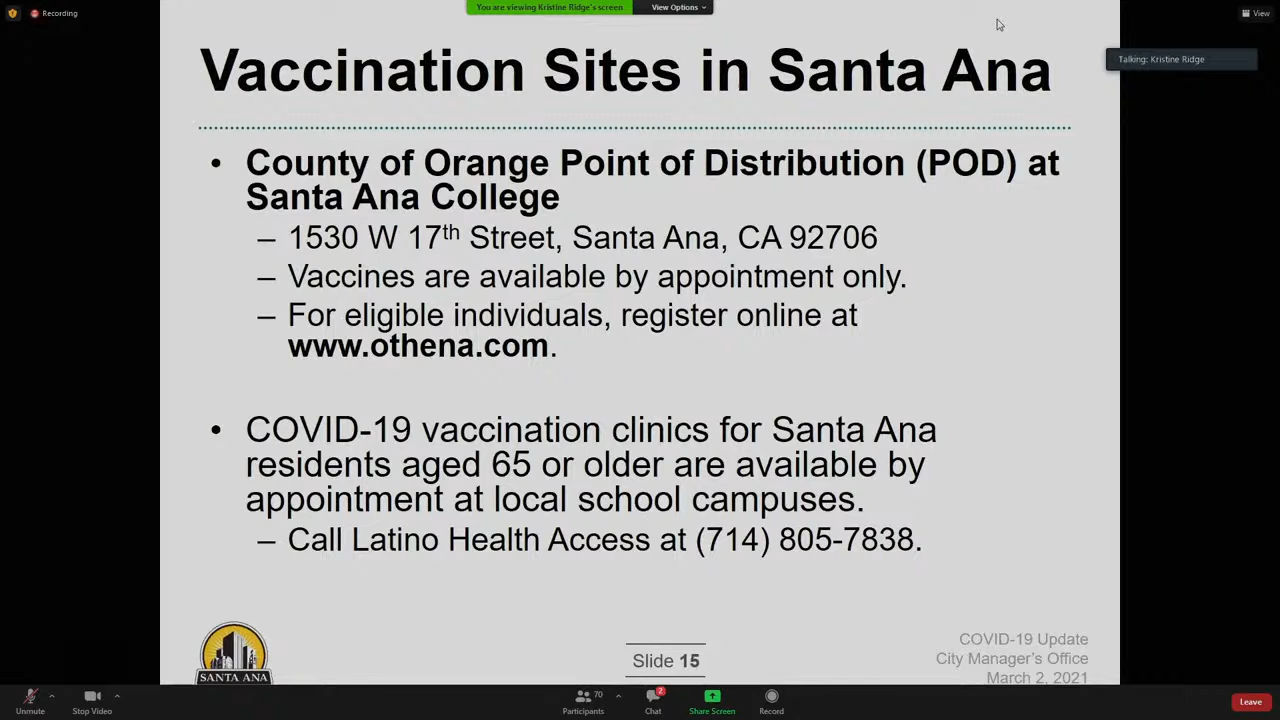 Recording
You are viewing Kristine Ridge's screen
View Options
View
Talking: Kristine Ridge
Vaccination Sites in Santa Ana
• County of Orange Point of Distribution (POD) at
Santa Ana College
– 1530 W 17th Street, Santa Ana, CA 92706
– Vaccines are available by appointment only.
– For eligible individuals, register online at
www.othena.com.
• COVID-19 vaccination clinics for Santa Ana
residents aged 65 or older are available by
appointment at local school campuses.
– Call Latino Health Access at (714) 805-7838.
SANTA ANA
Slide 15
COVID-19 Update
City Manager's Office
March 2, 2021
Unmute
Stop Video
70
Participants
2
Chat
Share Screen
Record
Leave